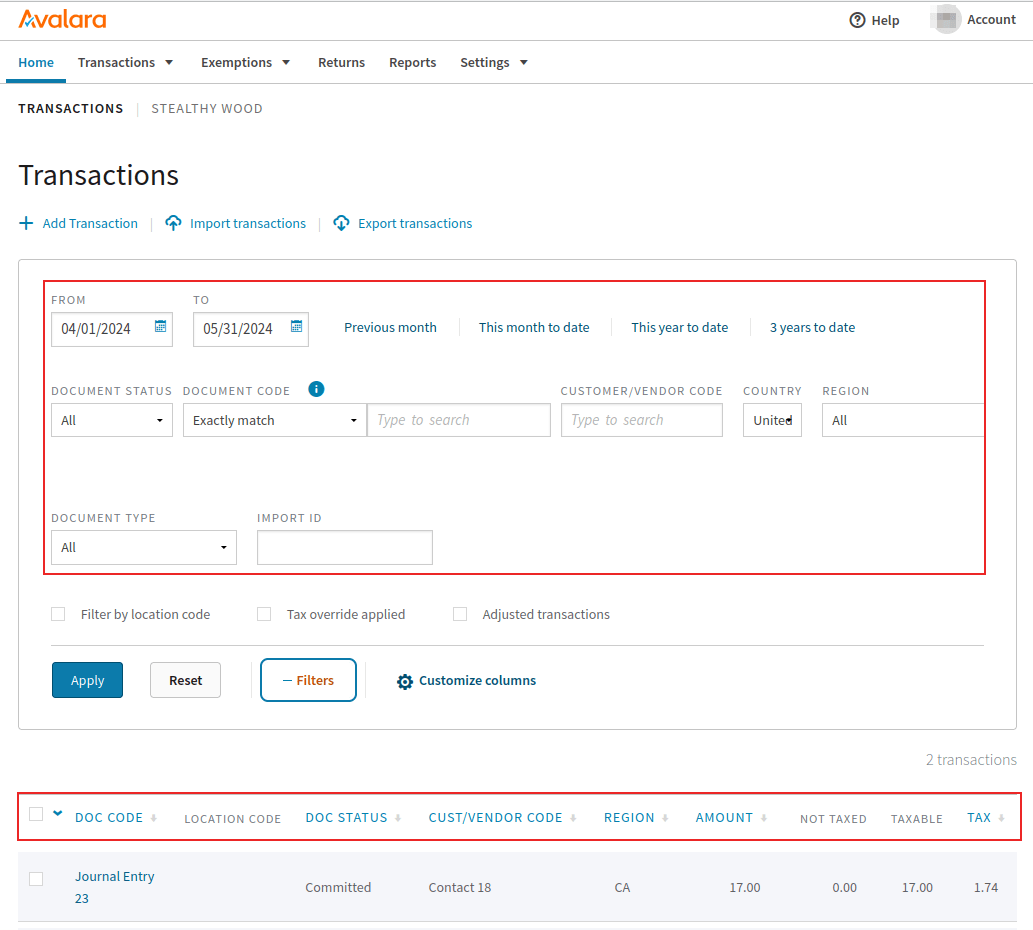 Avalara
Help
Account
Home Transactions Exemptions Returns Reports Settings
TRANSACTIONS STEALTHY WOOD
Transactions
Add Transaction Import transactions Export transactions
FROM TO
04/01/2024 05/31/2024 Previous month This month to date This year to date 3 years to date
DOCUMENT STATUS DOCUMENT CODE CUSTOMER/VENDOR CODE COUNTRY REGION
All Exactly match Type to search Type to search United All
DOCUMENT TYPE IMPORT ID
All
Filter by location code Tax override applied Adjusted transactions
Apply Reset – Filters Customize columns
2 transactions
DOC CODE LOCATION CODE DOC STATUS CUST/VENDOR CODE REGION AMOUNT NOT TAXED TAXABLE TAX
Journal Entry
23 Committed Contact 18 CA 17.00 0.00 17.00 1.74